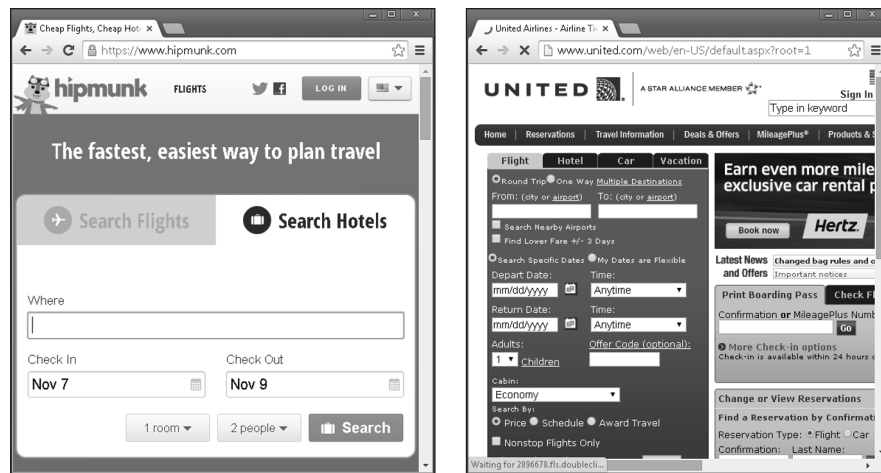 Cheap Flights, Cheap Hot
https://www.hipmunk.com
hipmunk
FLIGHTS
LOG IN
The fastest, easiest way to plan travel
Search Flights
Search Hotels
Where
Check In
Check Out
Nov 7
Nov 9
1 room
2 people
Search
United Airlines - Airline Ti
www.united.com/web/en-US/default.aspx?root=1
UNITED
A STAR ALLIANCE MEMBER
Sign In
Type in keyword
Home | Reservations | Travel Information | Deals & Offers | MileagePlus® | Products & S
Flight Hotel Car Vacation
Round Trip One Way Multiple Destinations
From: (city or airport) To: (city or airport)
Search Nearby Airports
Find Lower Fare +/- 3 Days
Search Specific Dates My Dates are Flexible
Depart Date: Time:
mm/dd/yyyy Anytime
Return Date: Time:
mm/dd/yyyy Anytime
Adults: Offer Code (optional):
1 Children
Cabin:
Economy
Search By:
Price Schedule Award Travel
Nonstop Flights Only
Waiting for 2896678.fls.doublecli...
Earn even more mile
exclusive car rental p
Book now
Hertz.
Latest News Changed bag rules and o
and Offers Important notices
Print Boarding Pass Check Fl
Confirmation or MileagePlus Numb
Go
More Check-in options
Check-in is available within 24 hours o
Change or View Reservations
Find a Reservation by Confirmati
Reservation Type: Flight Car
Confirmation: Last Name: